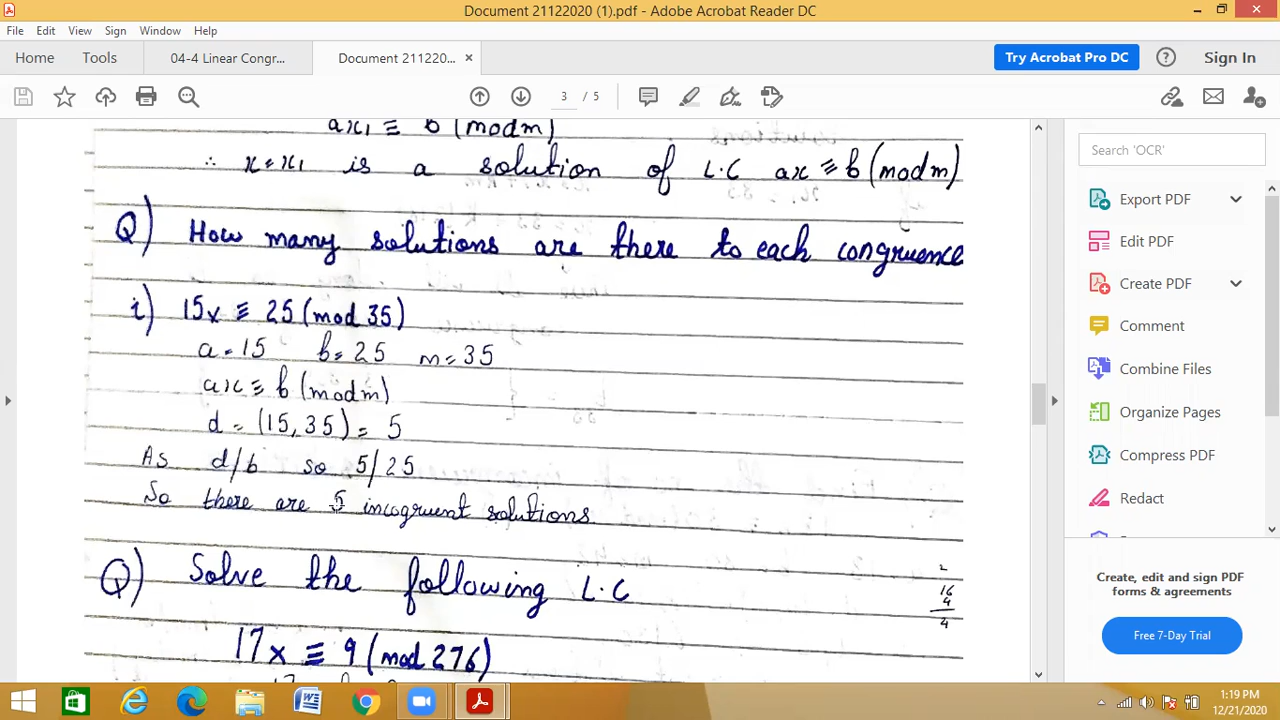 Document 21122020 (1).pdf - Adobe Acrobat Reader DC
File Edit View Sign Window Help
Home Tools 04-4 Linear Congr... Document 211220... ×
Try Acrobat Pro DC Sign In
3 / 5
ax₁ ≡ b (mod m)
∴ x = x₁ is a solution of L.C ax ≡ b (mod m)
Q) How many solutions are there to each congruence
i) 15x ≡ 25 (mod 35)
a = 15 b = 25 m = 35
ax ≡ b (mod m)
d = (15, 35) = 5
As d/b so 5/25
So there are 5 incogruent solutions.
Q) Solve the following L.C
2
16
4
4
17x ≡ 9 (mod 276)
Search 'OCR'
Export PDF
Edit PDF
Create PDF
Comment
Combine Files
Organize Pages
Compress PDF
Redact
Create, edit and sign PDF
forms & agreements
Free 7-Day Trial
1:19 PM
12/21/2020